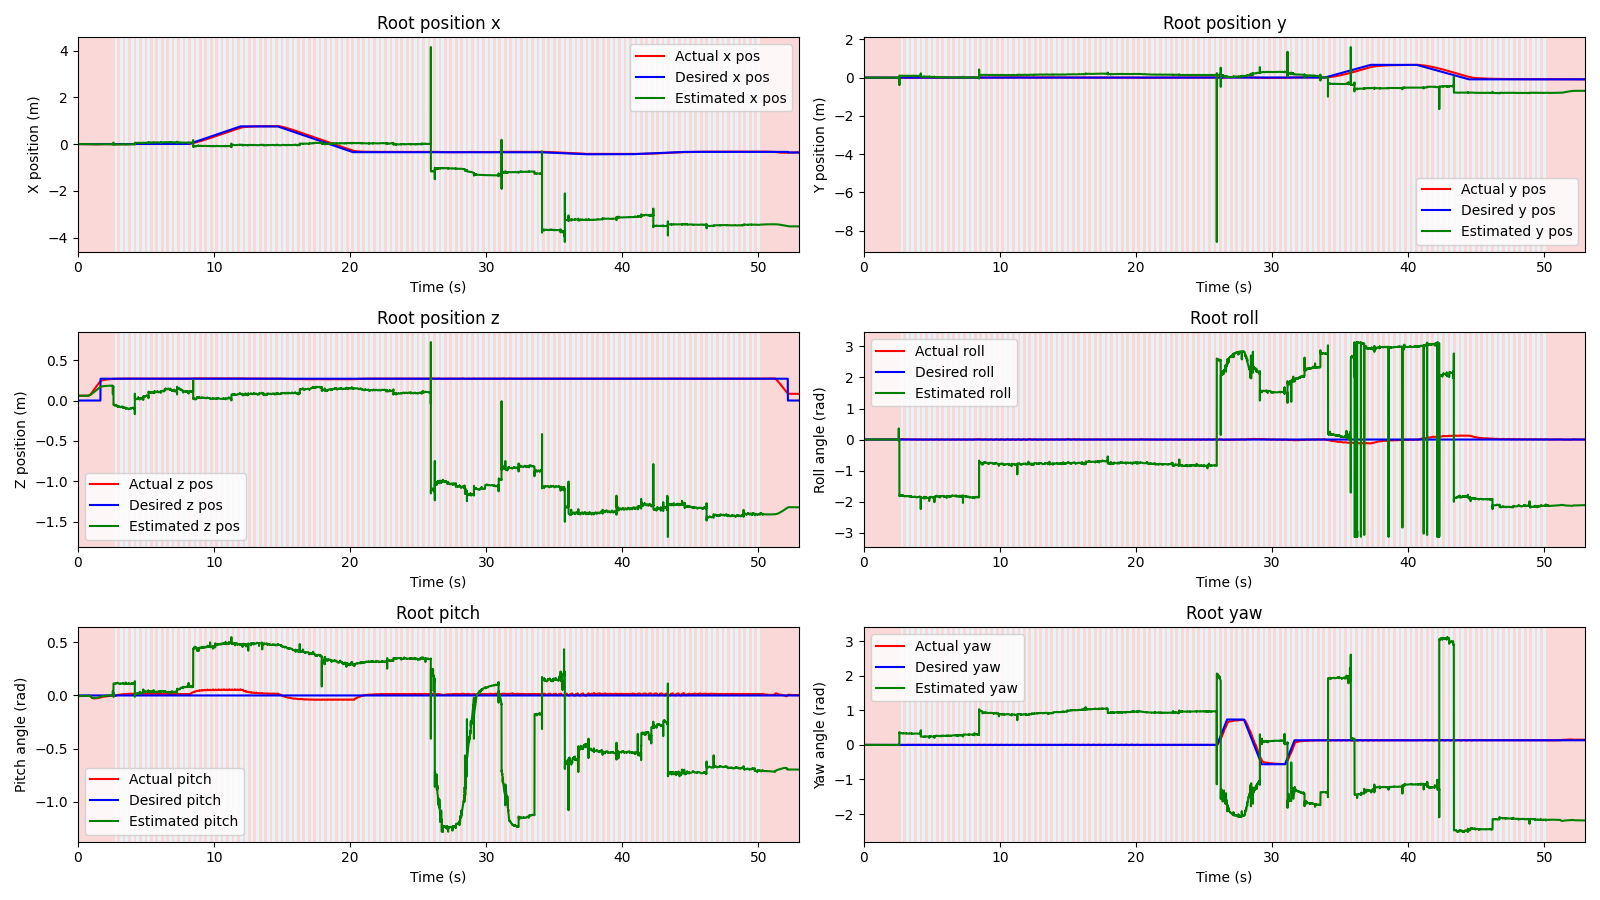 Root position x
4
2
0
−2
−4
X position (m)
Actual x pos
Desired x pos
Estimated x pos
0 10 20 30 40 50
Time (s)
Root position y
2
0
−2
−4
−6
−8
Y position (m)
Actual y pos
Desired y pos
Estimated y pos
0 10 20 30 40 50
Time (s)
Root position z
0.5
0.0
−0.5
−1.0
−1.5
Z position (m)
Actual z pos
Desired z pos
Estimated z pos
0 10 20 30 40 50
Time (s)
Root roll
3
2
1
0
−1
−2
−3
Roll angle (rad)
Actual roll
Desired roll
Estimated roll
0 10 20 30 40 50
Time (s)
Root pitch
0.5
0.0
−0.5
−1.0
Pitch angle (rad)
Actual pitch
Desired pitch
Estimated pitch
0 10 20 30 40 50
Time (s)
Root yaw
3
2
1
0
−1
−2
Yaw angle (rad)
Actual yaw
Desired yaw
Estimated yaw
0 10 20 30 40 50
Time (s)